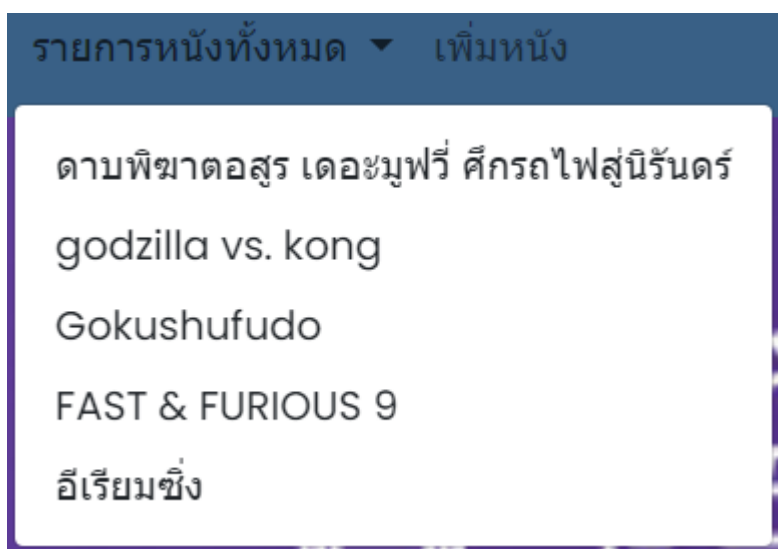 รายการหนังทั้งหมด เพิ่มหนัง
ดาบพิฆาตอสูร เดอะมูฟวี่ ศึกรถไฟสู่นิรันดร์
godzilla vs. kong
Gokushufudo
FAST & FURIOUS 9
อีเรียมซิ่ง